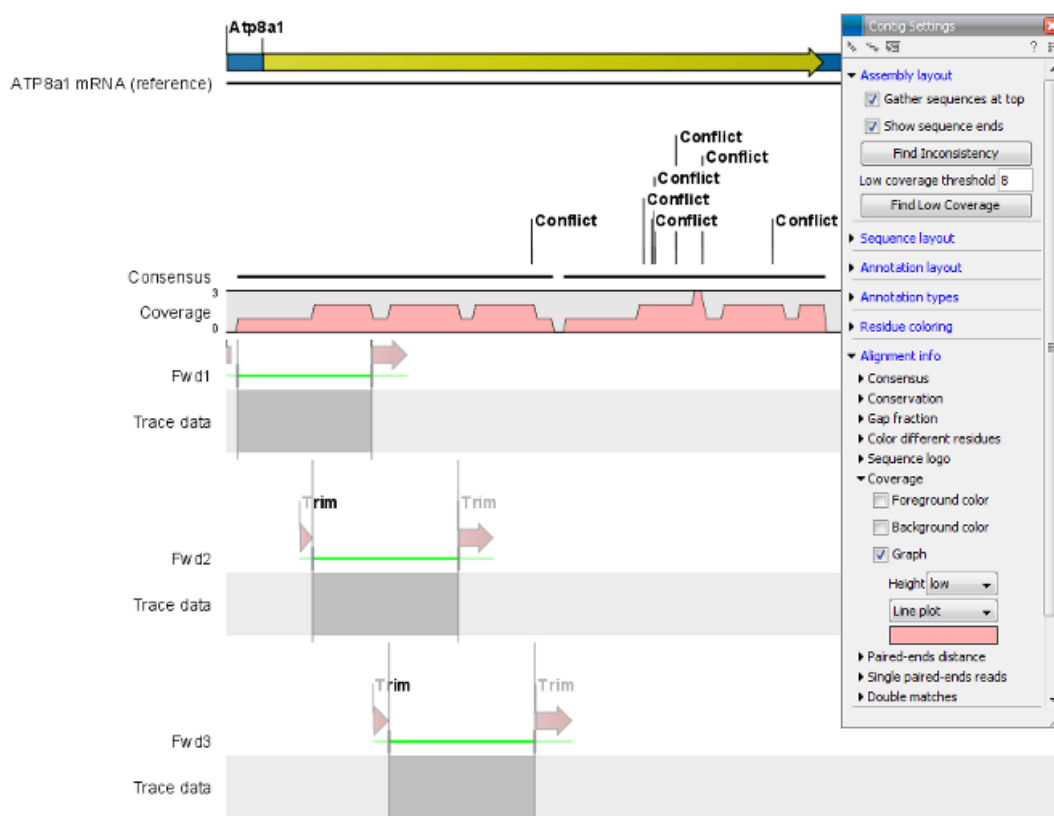 Atp8a1
ATP8a1 mRNA (reference)
Conflict
Conflict
Conflict
Conflict
Conflict
Conflict
Conflict
Consensus
3
Coverage
0
Fwd1
Trace data
Trim
Trim
Fwd2
Trace data
Trim
Trim
Fwd3
Trace data
Contig Settings
?
Assembly layout
Gather sequences at top
Show sequence ends
Find Inconsistency
Low coverage threshold 8
Find Low Coverage
Sequence layout
Annotation layout
Annotation types
Residue coloring
Alignment info
Consensus
Conservation
Gap fraction
Color different residues
Sequence logo
Coverage
Foreground color
Background color
Graph
Height low
Line plot
Paired-ends distance
Single paired-ends reads
Double matches